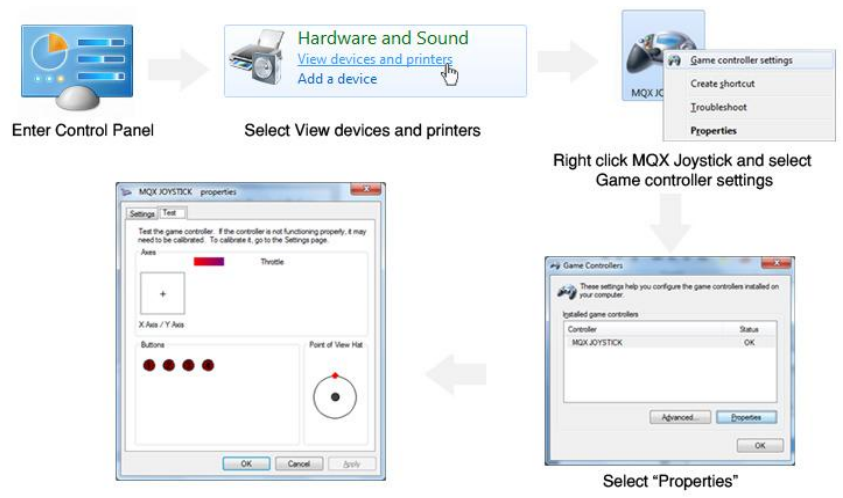 Hardware and Sound
View devices and printers
Add a device
Enter Control Panel
Select View devices and printers
Game controller settings
Create shortcut
Troubleshoot
Properties
MQX JO
Right click MQX Joystick and select
Game controller settings
MQX JOYSTICK properties
Settings Test
Test the game controller. If the controller is not functioning properly, it may
need to be calibrated. To calibrate it, go to the Settings page.
Axes
Throttle
X Axis / Y Axis
Buttons
Point of View Hat
OK Cancel Apply
Game Controllers
These settings help you configure the game controllers installed on
your computer.
Installed game controllers
Controller Status
MQX JOYSTICK OK
Advanced... Properties
OK
Select “Properties”